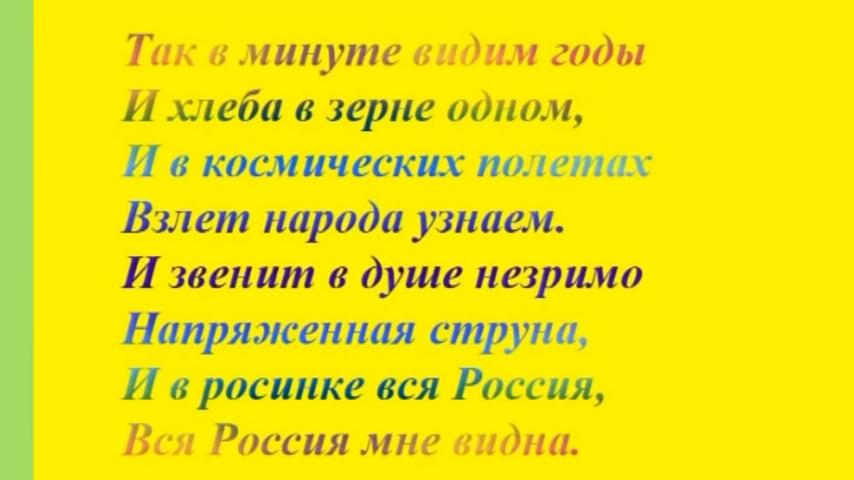 Так в минуте видим годы
И хлеба в зерне одном,
И в космических полетах
Взлет народа узнаем.
И звенит в душе незримо
Напряженная струна,
И в росинке вся Россия,
Вся Россия мне видна.